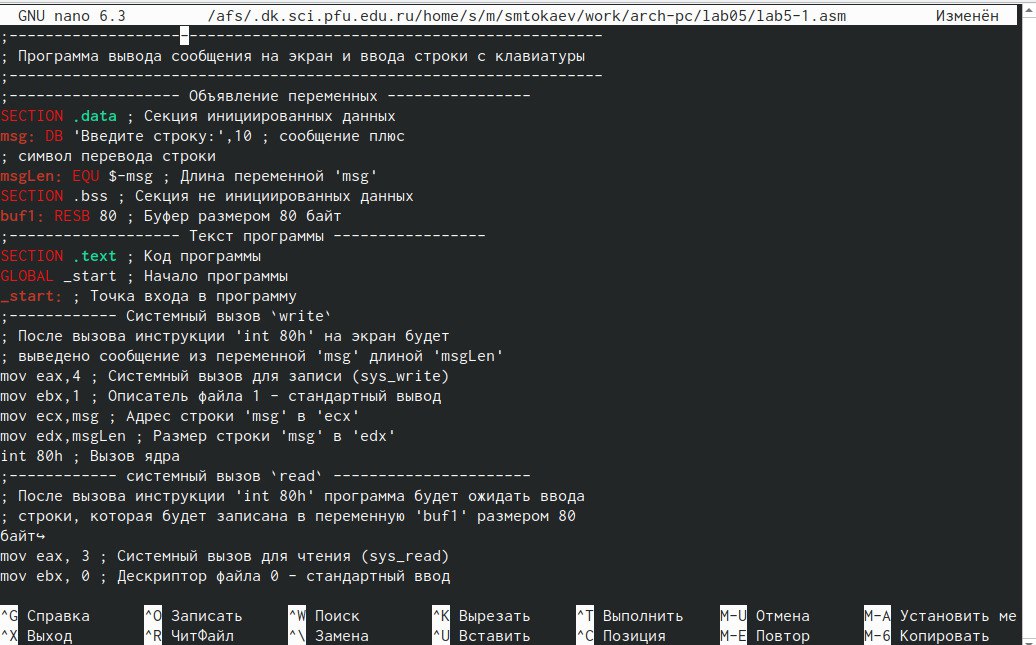 GNU nano 6.3 /afs/.dk.sci.pfu.edu.ru/home/s/m/smtokaev/work/arch-pc/lab05/lab5-1.asm Изменён
;------------------------------------------------------------------
; Программа вывода сообщения на экран и ввода строки с клавиатуры
;------------------------------------------------------------------
;------------------- Объявление переменных ----------------
SECTION .data ; Секция инициированных данных
msg: DB 'Введите строку:',10 ; сообщение плюс
; символ перевода строки
msgLen: EQU $-msg ; Длина переменной 'msg'
SECTION .bss ; Секция не инициированных данных
buf1: RESB 80 ; Буфер размером 80 байт
;------------------- Текст программы -----------------
SECTION .text ; Код программы
GLOBAL _start ; Начало программы
_start: ; Точка входа в программу
;------------ Системный вызов `write`
; После вызова инструкции 'int 80h' на экран будет
; выведено сообщение из переменной 'msg' длиной 'msgLen'
mov eax,4 ; Системный вызов для записи (sys_write)
mov ebx,1 ; Описатель файла 1 - стандартный вывод
mov ecx,msg ; Адрес строки 'msg' в 'ecx'
mov edx,msgLen ; Размер строки 'msg' в 'edx'
int 80h ; Вызов ядра
;------------ системный вызов `read` ----------------------
; После вызова инструкции 'int 80h' программа будет ожидать ввода
; строки, которая будет записана в переменную 'buf1' размером 80
байт↪
mov eax, 3 ; Системный вызов для чтения (sys_read)
mov ebx, 0 ; Дескриптор файла 0 - стандартный ввод
^G Справка ^O Записать ^W Поиск ^K Вырезать ^T Выполнить M-U Отмена M-A Установить ме
^X Выход ^R ЧитФайл ^\ Замена ^U Вставить ^C Позиция M-E Повтор M-6 Копировать